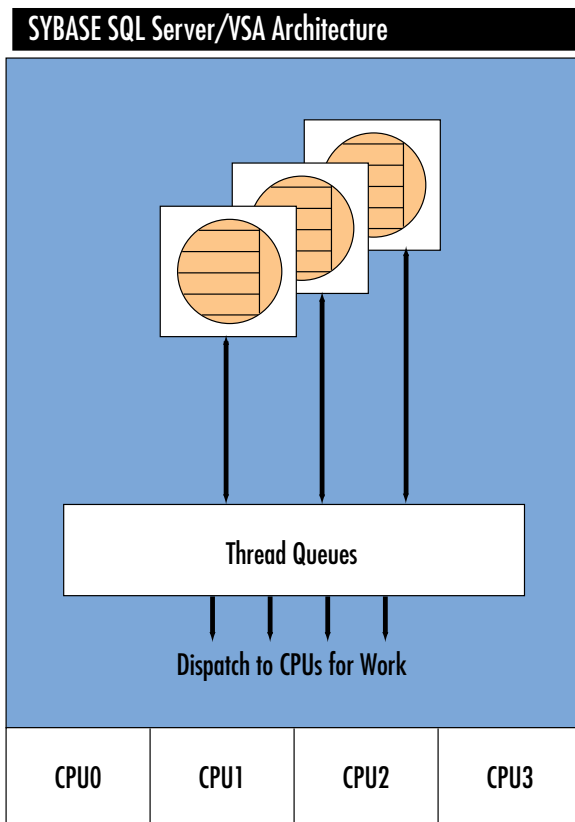 SYBASE SQL Server/VSA Architecture
Thread Queues
Dispatch to CPUs for Work
CPU0
CPU1
CPU2
CPU3